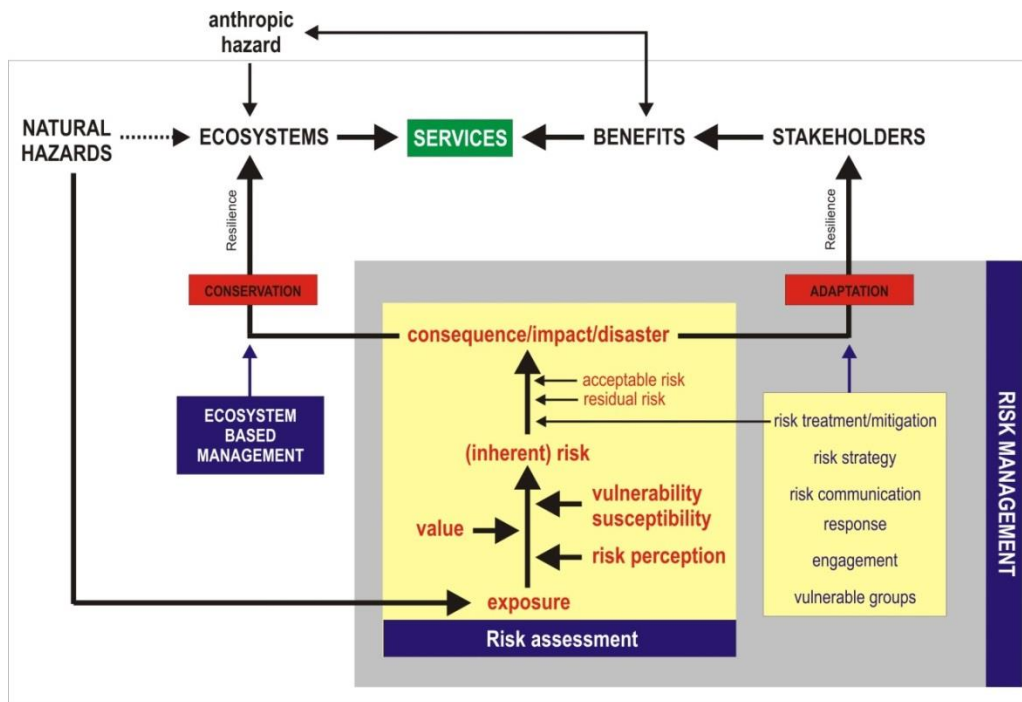 anthropic
hazard
NATURAL
HAZARDS
ECOSYSTEMS
SERVICES
BENEFITS
STAKEHOLDERS
Resilience
Resilience
CONSERVATION
ADAPTATION
consequence/impact/disaster
acceptable risk
residual risk
ECOSYSTEM
BASED
MANAGEMENT
risk treatment/mitigation
(inherent) risk
risk strategy
vulnerability
susceptibility
risk communication
value
response
risk perception
engagement
exposure
vulnerable groups
Risk assessment
RISK MANAGEMENT